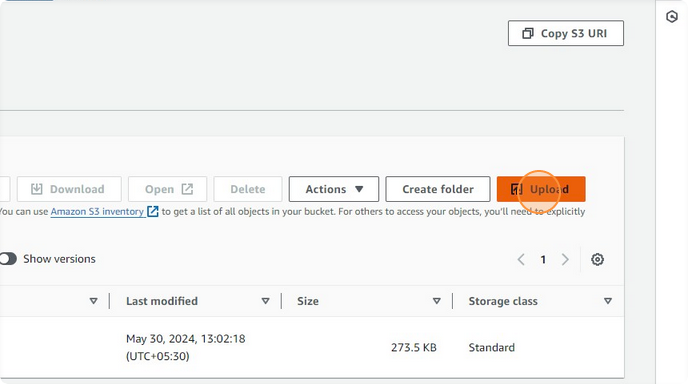 Copy S3 URI
Download Open Delete Actions Create folder Upload
You can use Amazon S3 inventory to get a list of all objects in your bucket. For others to access your objects, you'll need to explicitly
Show versions 1
Last modified Size Storage class
May 30, 2024, 13:02:18
(UTC+05:30)
273.5 KB Standard